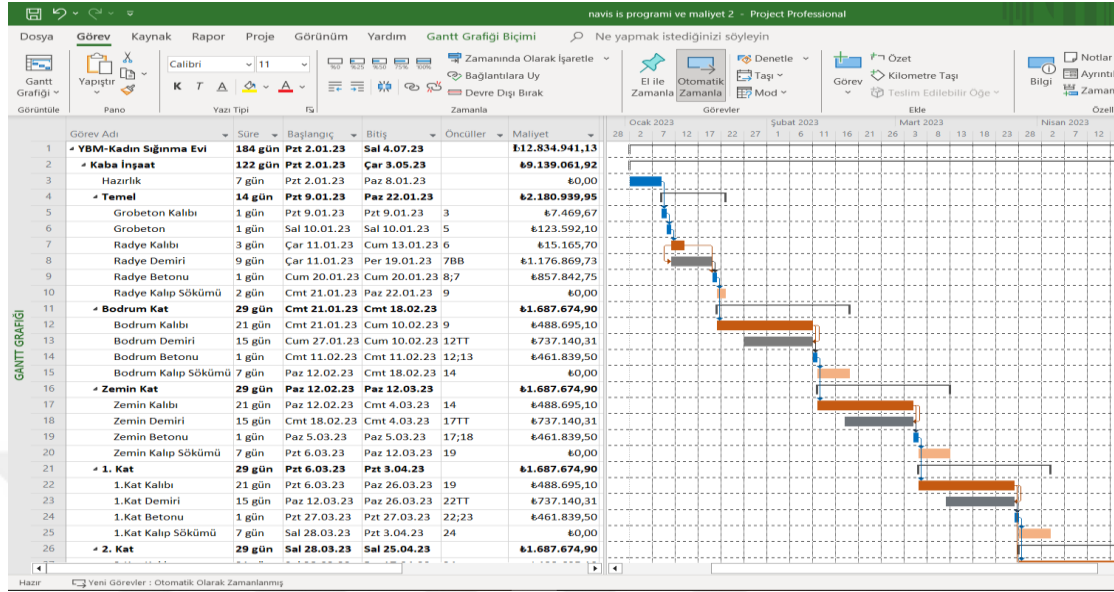 navis is programi ve maliyet 2 - Project Professional
Dosya Görev Kaynak Rapor Proje Görünüm Yardım Gantt Grafiği Biçimi Ne yapmak istediğinizi söyleyin
Gantt Grafiği
Görüntüle
Yapıştır
Pano
Calibri 11
K T A A
Yazı Tipi
%0 %25 %50 %75 %100
Zamanında Olarak İşaretle
Bağlantılara Uy
Devre Dışı Bırak
Zamanla
El ile Zamanla
Otomatik Zamanla
Denetle
Taşı
Mod
Görevler
Görev
Özet
Kilometre Taşı
Teslim Edilebilir Öğe
Ekle
Bilgi
Notlar
Ayrıntıl
Zaman
Özell
Ocak 2023 Şubat 2023 Mart 2023 Nisan 2023
Görev Adı Süre Başlangıç Bitiş Öncüller Maliyet 28 2 7 12 17 22 27 1 6 11 16 21 26 3 8 13 18 23 28 2 7 12
1 YBM-Kadın Sığınma Evi 184 gün Pzt 2.01.23 Sal 4.07.23 ₺12.834.941,13
2 Kaba İnşaat 122 gün Pzt 2.01.23 Çar 3.05.23 ₺9.139.061,92
3 Hazırlık 7 gün Pzt 2.01.23 Paz 8.01.23 ₺0,00
4 Temel 14 gün Pzt 9.01.23 Paz 22.01.23 ₺2.180.939,95
5 Grobeton Kalıbı 1 gün Pzt 9.01.23 Pzt 9.01.23 3 ₺7.469,67
6 Grobeton 1 gün Sal 10.01.23 Sal 10.01.23 5 ₺123.592,10
7 Radye Kalıbı 3 gün Çar 11.01.23 Cum 13.01.23 6 ₺15.165,70
8 Radye Demiri 9 gün Çar 11.01.23 Per 19.01.23 7BB ₺1.176.869,73
9 Radye Betonu 1 gün Cum 20.01.23 Cum 20.01.23 8;7 ₺857.842,75
10 Radye Kalıp Sökümü 2 gün Cmt 21.01.23 Paz 22.01.23 9 ₺0,00
11 Bodrum Kat 29 gün Cmt 21.01.23 Cmt 18.02.23 ₺1.687.674,90
12 Bodrum Kalıbı 21 gün Cmt 21.01.23 Cum 10.02.23 9 ₺488.695,10
13 Bodrum Demiri 15 gün Cum 27.01.23 Cum 10.02.23 12TT ₺737.140,31
14 Bodrum Betonu 1 gün Cmt 11.02.23 Cmt 11.02.23 12;13 ₺461.839,50
15 Bodrum Kalıp Sökümü 7 gün Paz 12.02.23 Cmt 18.02.23 14 ₺0,00
16 Zemin Kat 29 gün Paz 12.02.23 Paz 12.03.23 ₺1.687.674,90
17 Zemin Kalıbı 21 gün Paz 12.02.23 Cmt 4.03.23 14 ₺488.695,10
18 Zemin Demiri 15 gün Cmt 18.02.23 Cmt 4.03.23 17TT ₺737.140,31
19 Zemin Betonu 1 gün Paz 5.03.23 Paz 5.03.23 17;18 ₺461.839,50
20 Zemin Kalıp Sökümü 7 gün Pzt 6.03.23 Paz 12.03.23 19 ₺0,00
21 1. Kat 29 gün Pzt 6.03.23 Pzt 3.04.23 ₺1.687.674,90
22 1.Kat Kalıbı 21 gün Pzt 6.03.23 Paz 26.03.23 19 ₺488.695,10
23 1.Kat Demiri 15 gün Paz 12.03.23 Paz 26.03.23 22TT ₺737.140,31
24 1.Kat Betonu 1 gün Pzt 27.03.23 Pzt 27.03.23 22;23 ₺461.839,50
25 1.Kat Kalıp Sökümü 7 gün Sal 28.03.23 Pzt 3.04.23 24 ₺0,00
26 2. Kat 29 gün Sal 28.03.23 Sal 25.04.23 ₺1.687.674,90
GANTT GRAFİĞİ
Hazır Yeni Görevler : Otomatik Olarak Zamanlanmış